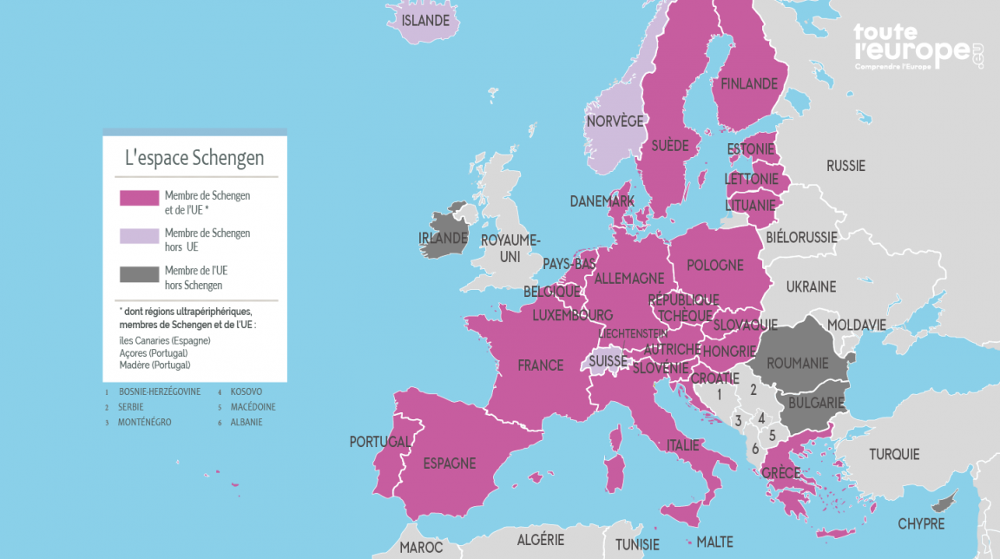 ISLANDE
toute
l'europe.eu
Comprendre l'Europe
FINLANDE
NORVÈGE
SUÈDE
ESTONIE
RUSSIE
LETTONIE
DANEMARK
LITUANIE
L'espace Schengen
Membre de Schengen
et de l'UE *
Membre de Schengen
hors UE
Membre de l'UE
hors Schengen
* dont régions ultrapériphériques,
membres de Schengen et de l'UE :
îles Canaries (Espagne)
Açores (Portugal)
Madère (Portugal)
1 BOSNIE-HERZÉGOVINE
2 SERBIE
3 MONTÉNÉGRO
4 KOSOVO
5 MACÉDOINE
6 ALBANIE
IRLANDE
ROYAUME-
UNI
BIÉLORUSSIE
PAYS-BAS
POLOGNE
ALLEMAGNE
UKRAINE
BELGIQUE
RÉPUBLIQUE
TCHÈQUE
LUXEMBOURG
SLOVAQUIE
MOLDAVIE
LIECHTENSTEIN
AUTRICHE
HONGRIE
SUISSE
FRANCE
SLOVÉNIE
ROUMANIE
CROATIE
1
2
BULGARIE
3
4
5
6
PORTUGAL
ESPAGNE
ITALIE
GRÈCE
TURQUIE
CHYPRE
MAROC
ALGÉRIE
TUNISIE
MALTE